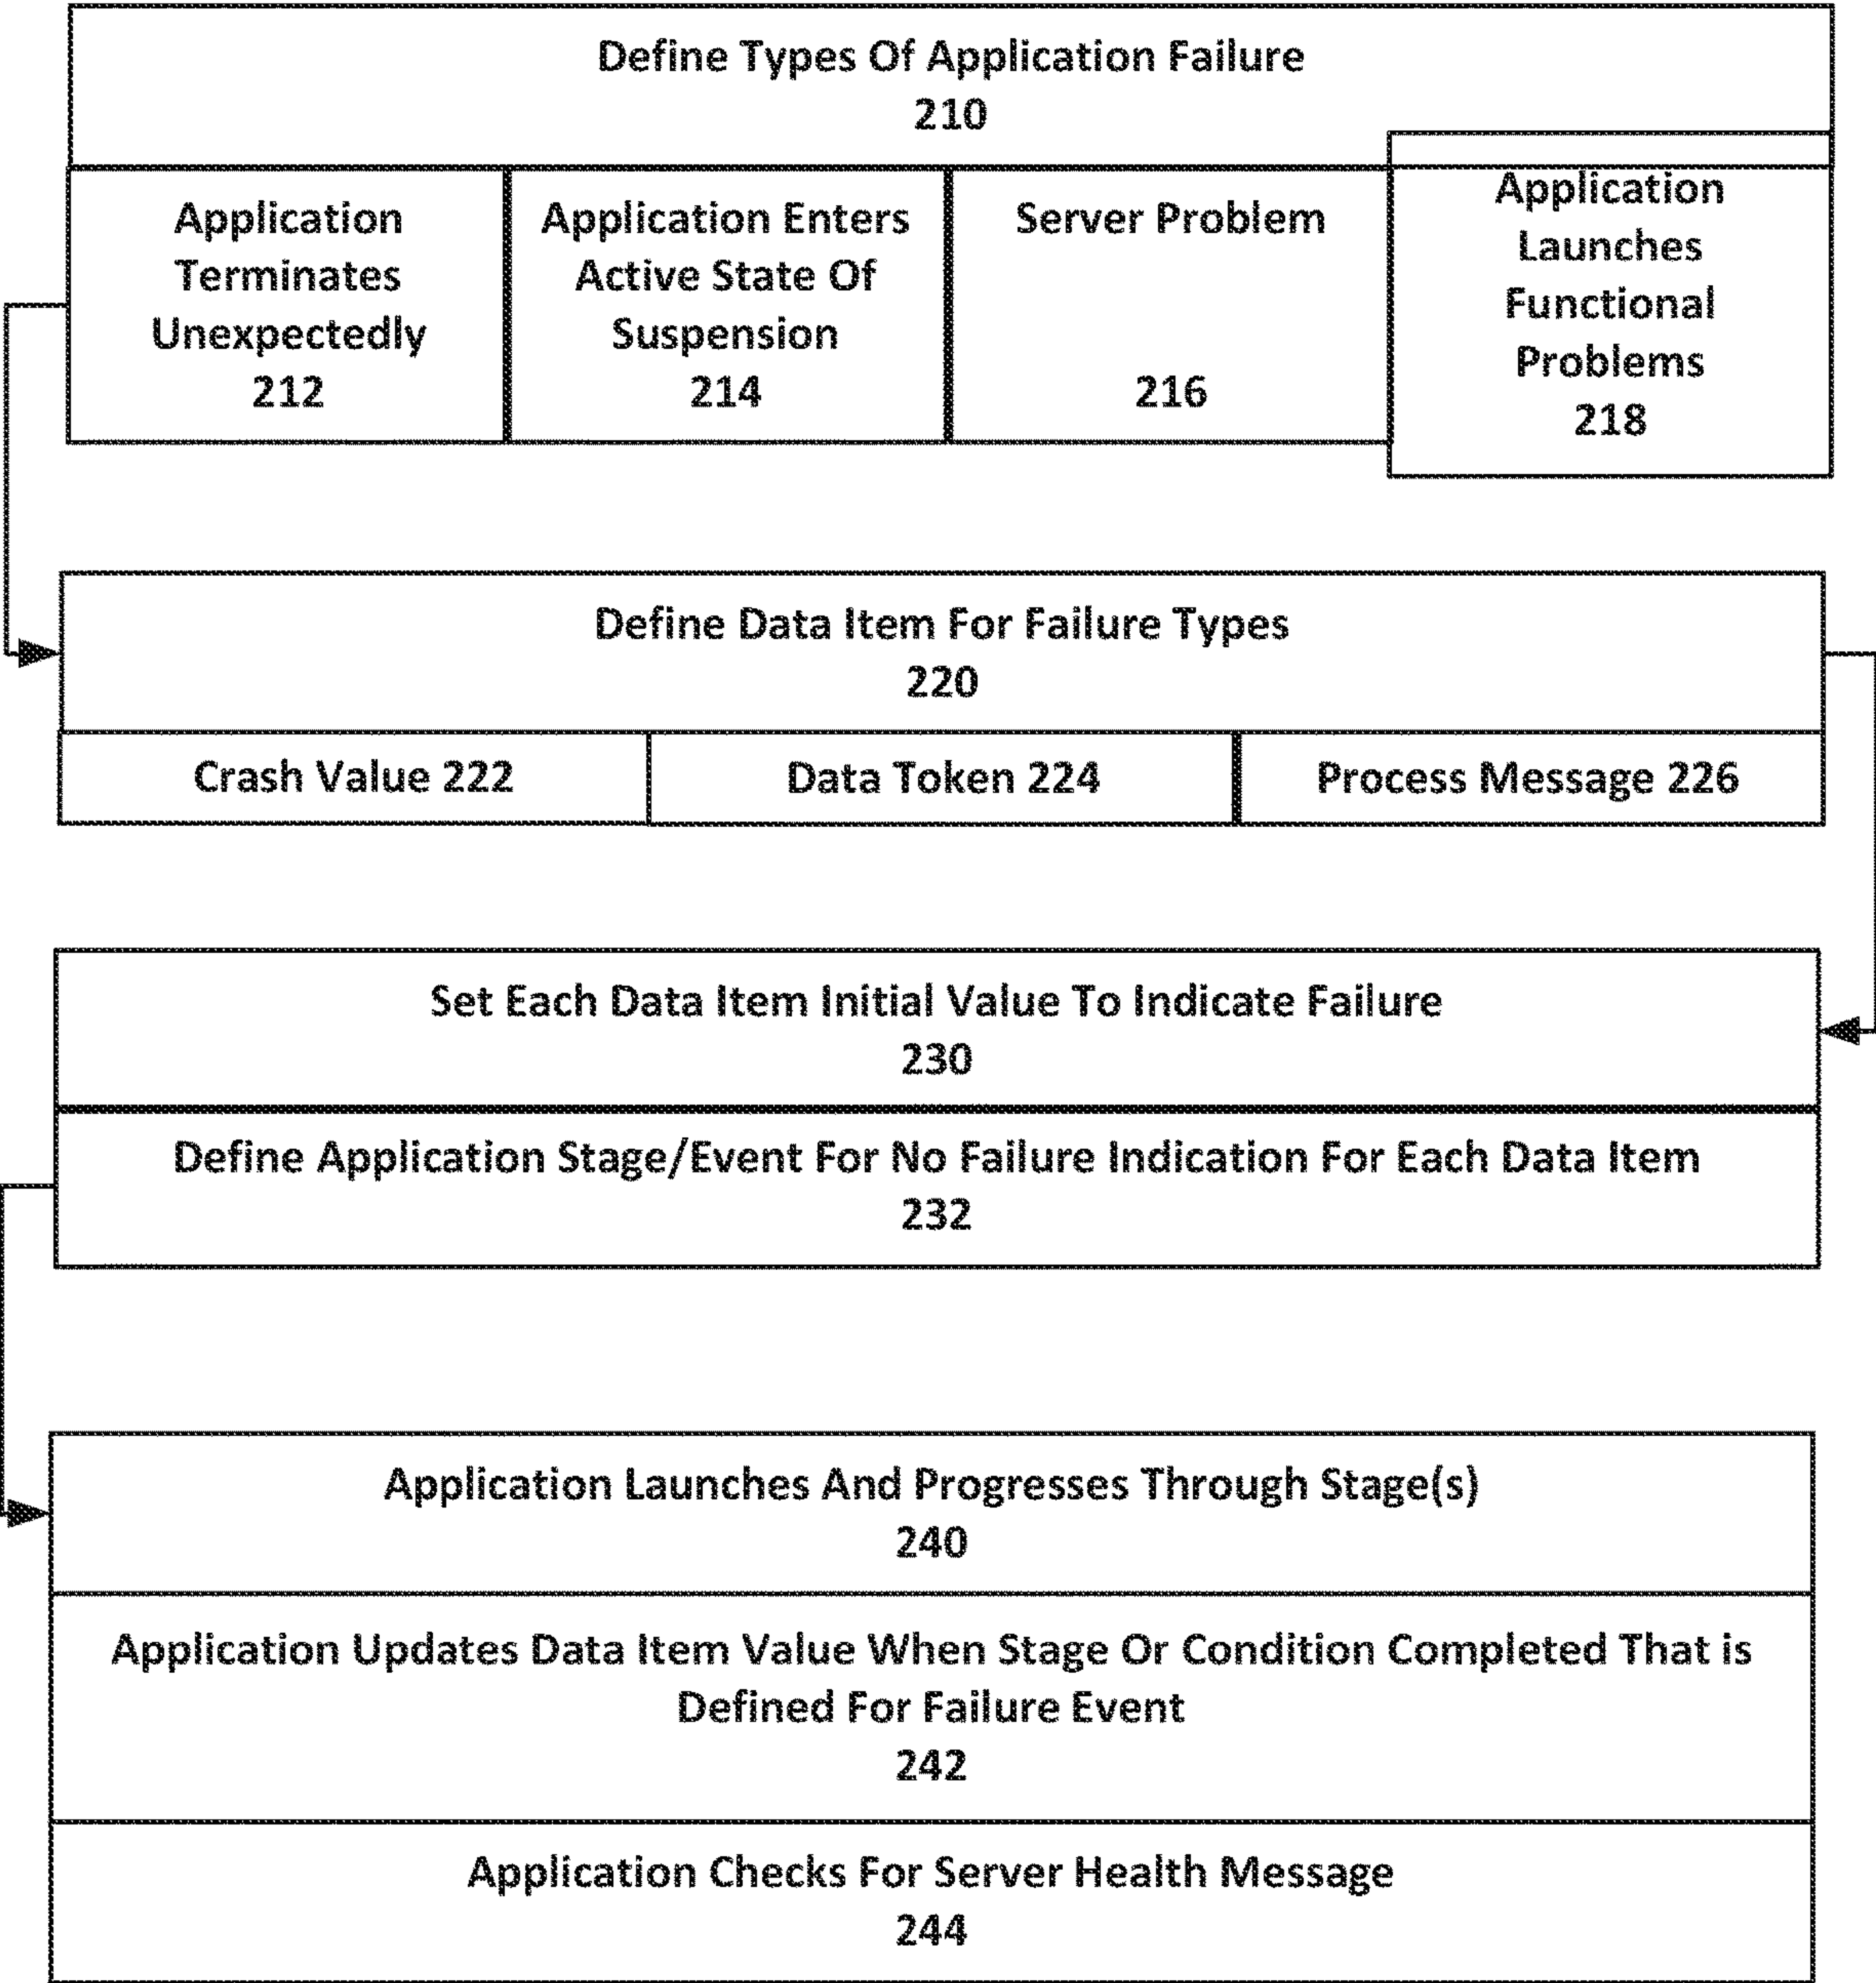 Define Types Of Application Failure
210
Application
Terminates
Unexpectedly
212
Application Enters
Active State Of
Suspension
214
Server Problem
216
Application
Launches
Functional
Problems
218
Define Data Item For Failure Types
220
Crash Value 222
Data Token 224
Process Message 226
Set Each Data Item Initial Value To Indicate Failure
230
Define Application Stage/Event For No Failure Indication For Each Data Item
232
Application Launches And Progresses Through Stage(s)
240
Application Updates Data Item Value When Stage Or Condition Completed That is
Defined For Failure Event
242
Application Checks For Server Health Message
244